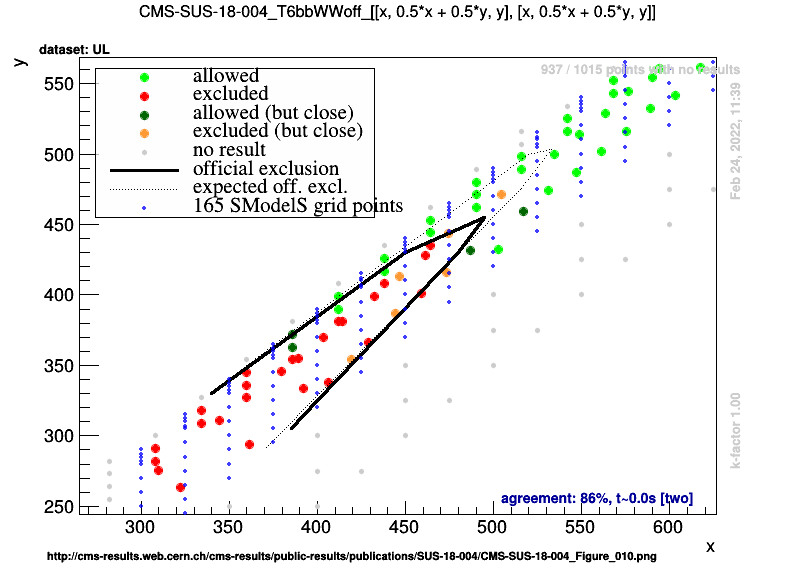 CMS-SUS-18-004_T6bbWWoff_[[x, 0.5*x + 0.5*y, y], [x, 0.5*x + 0.5*y, y]]
dataset: UL
y
937 / 1015 points with no results
allowed
excluded
allowed (but close)
excluded (but close)
no result
official exclusion
expected off. excl.
165 SModelS grid points
Feb 24, 2022, 11:39
k-factor 1.00
550
500
450
400
350
300
250
agreement: 86%, t~0.0s [two]
300 350 400 450 500 550 600
x
http://cms-results.web.cern.ch/cms-results/public-results/publications/SUS-18-004/CMS-SUS-18-004_Figure_010.png